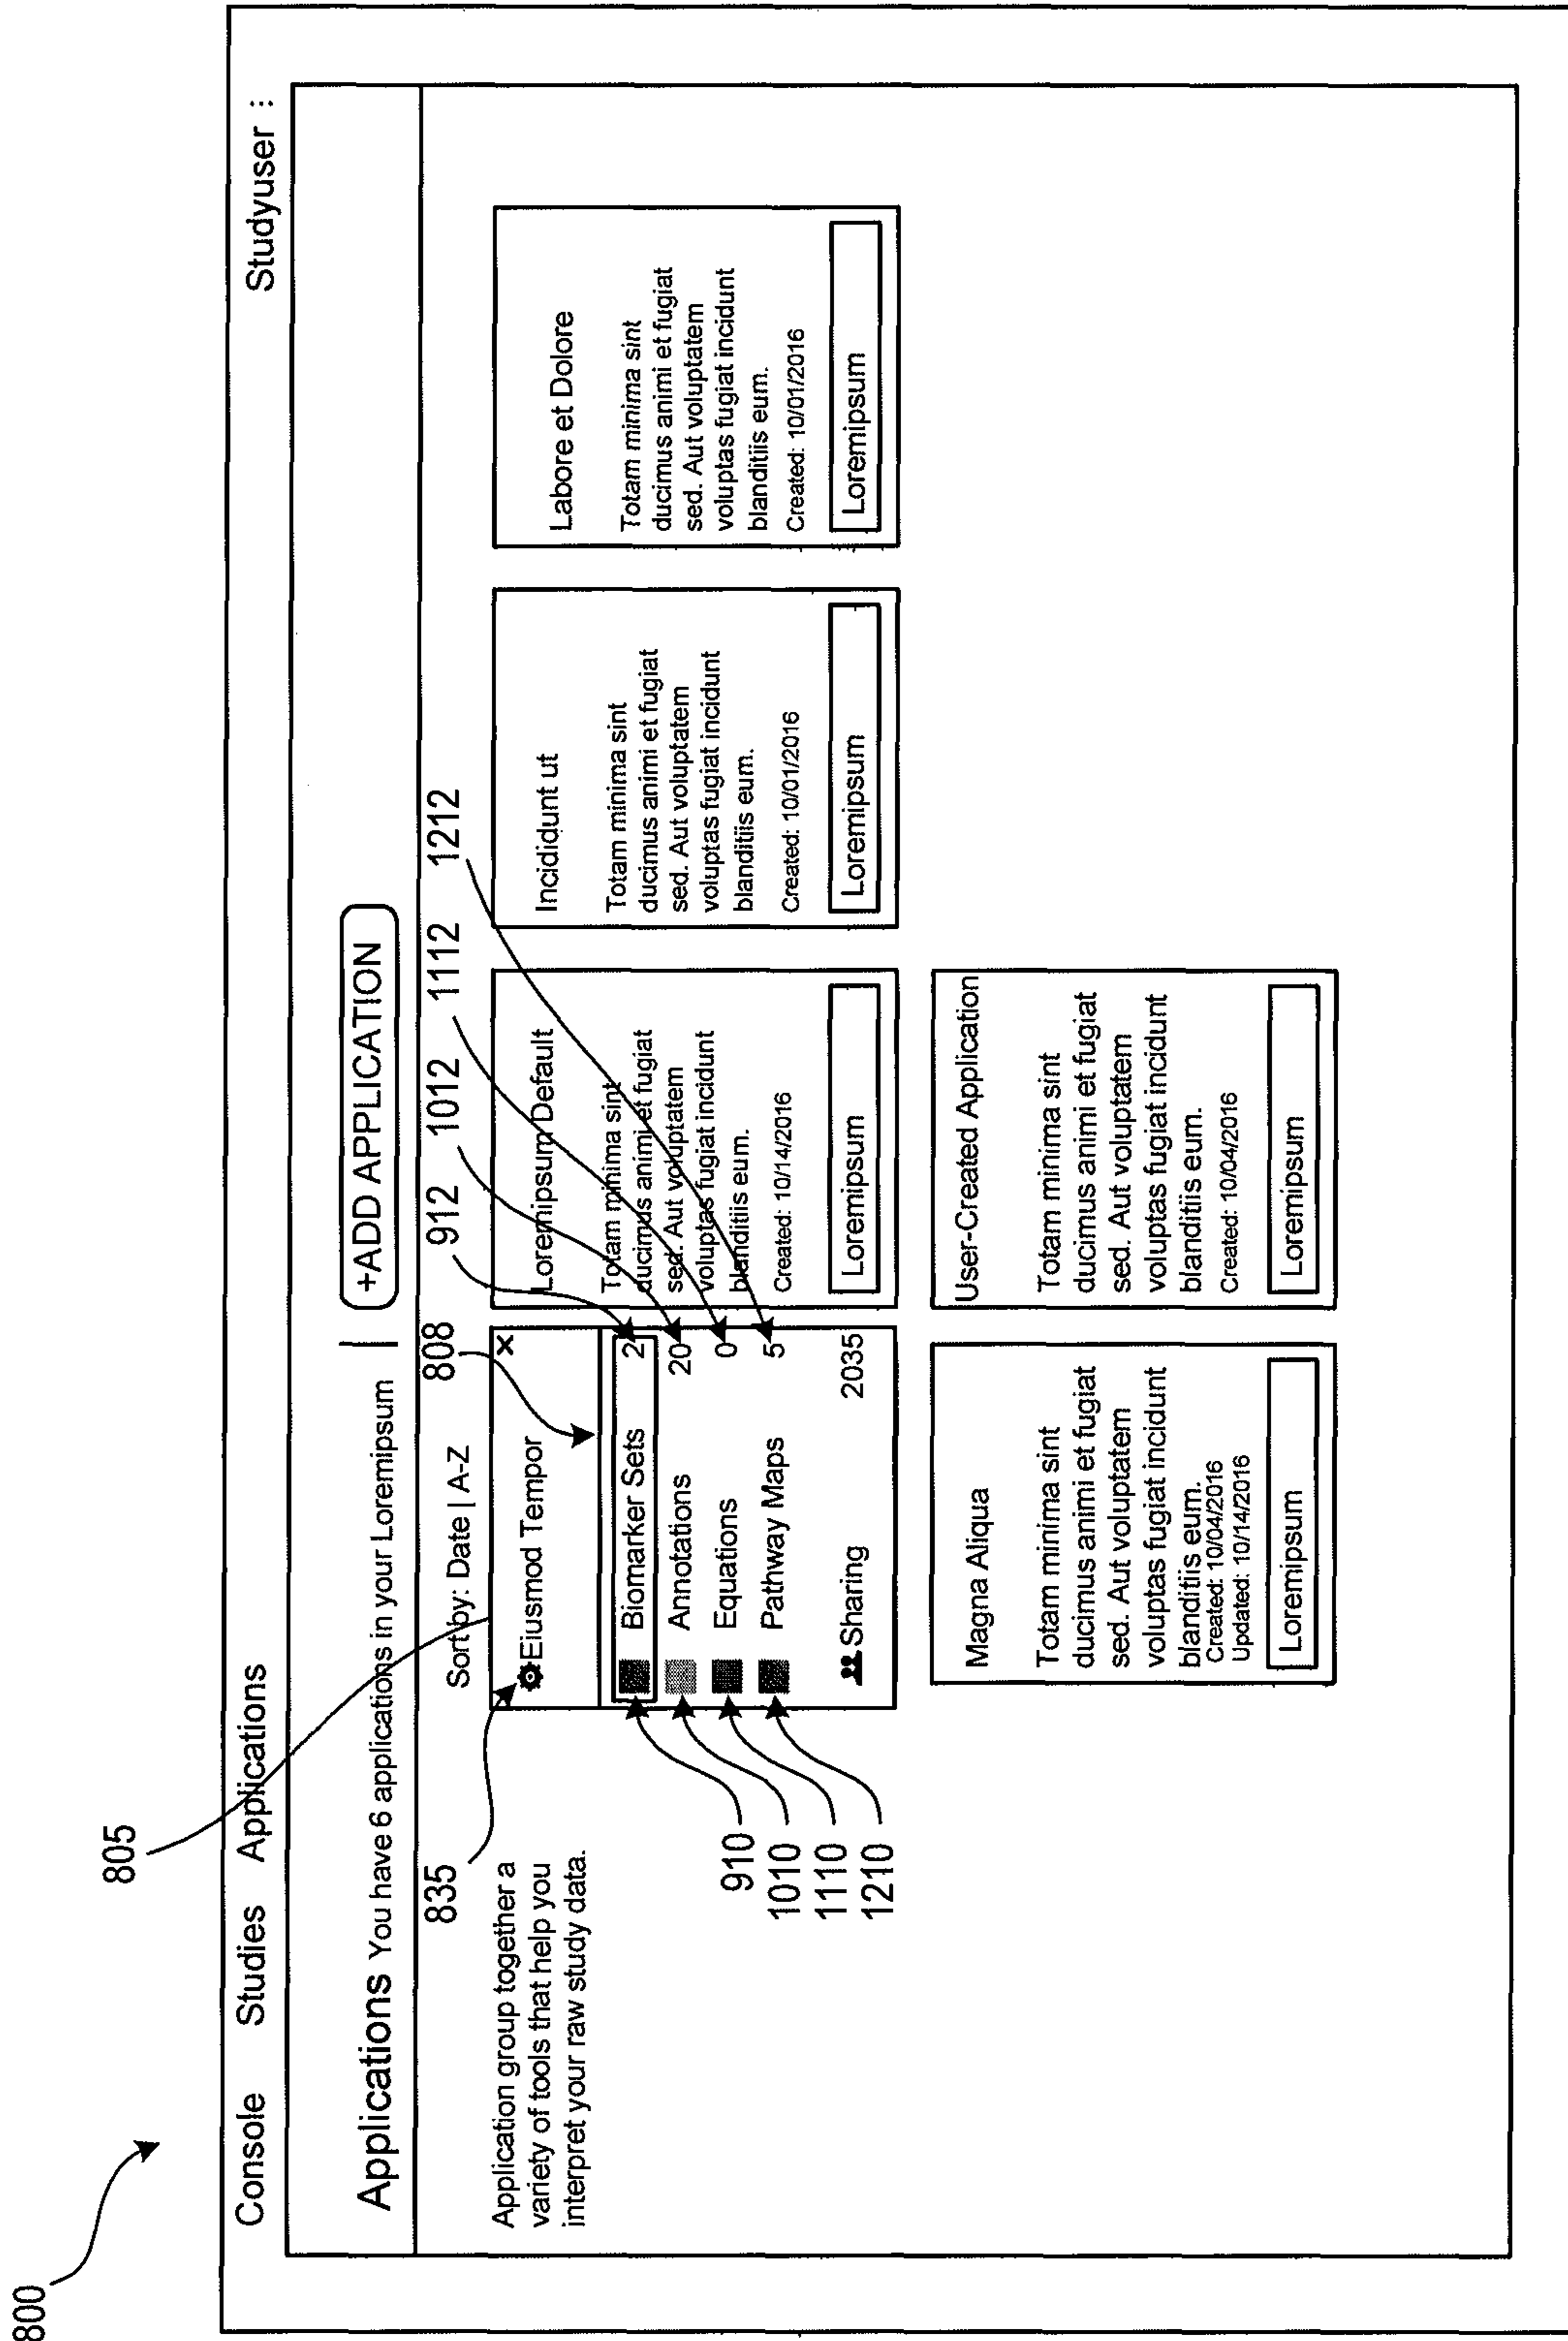 800
805
Console Studies Applications
Studyuser :
Applications You have 6 applications in your Loremipsum
+ADD APPLICATION
835
808
912
1012
1112
1212
Application group together a
variety of tools that help you
interpret your raw study data.
Sort by: Date | A-Z
Eiusmod Tempor ×
Biomarker Sets 2
Annotations 20
Equations 0
Pathway Maps 5
Sharing 2035
910
1010
1110
1210
Loremipsum Default
Totam minima sint
ducimus animi et fugiat
sed. Aut voluptatem
voluptas fugiat incidunt
blanditiis eum.
Created: 10/14/2016
Loremipsum
Incididunt ut
Totam minima sint
ducimus animi et fugiat
sed. Aut voluptatem
voluptas fugiat incidunt
blanditiis eum.
Created: 10/01/2016
Loremipsum
Labore et Dolore
Totam minima sint
ducimus animi et fugiat
sed. Aut voluptatem
voluptas fugiat incidunt
blanditiis eum.
Created: 10/01/2016
Loremipsum
Magna Aliqua
Totam minima sint
ducimus animi et fugiat
sed. Aut voluptatem
voluptas fugiat incidunt
blanditiis eum.
Created: 10/04/2016
Updated: 10/14/2016
Loremipsum
User-Created Application
Totam minima sint
ducimus animi et fugiat
sed. Aut voluptatem
voluptas fugiat incidunt
blanditiis eum.
Created: 10/04/2016
Loremipsum